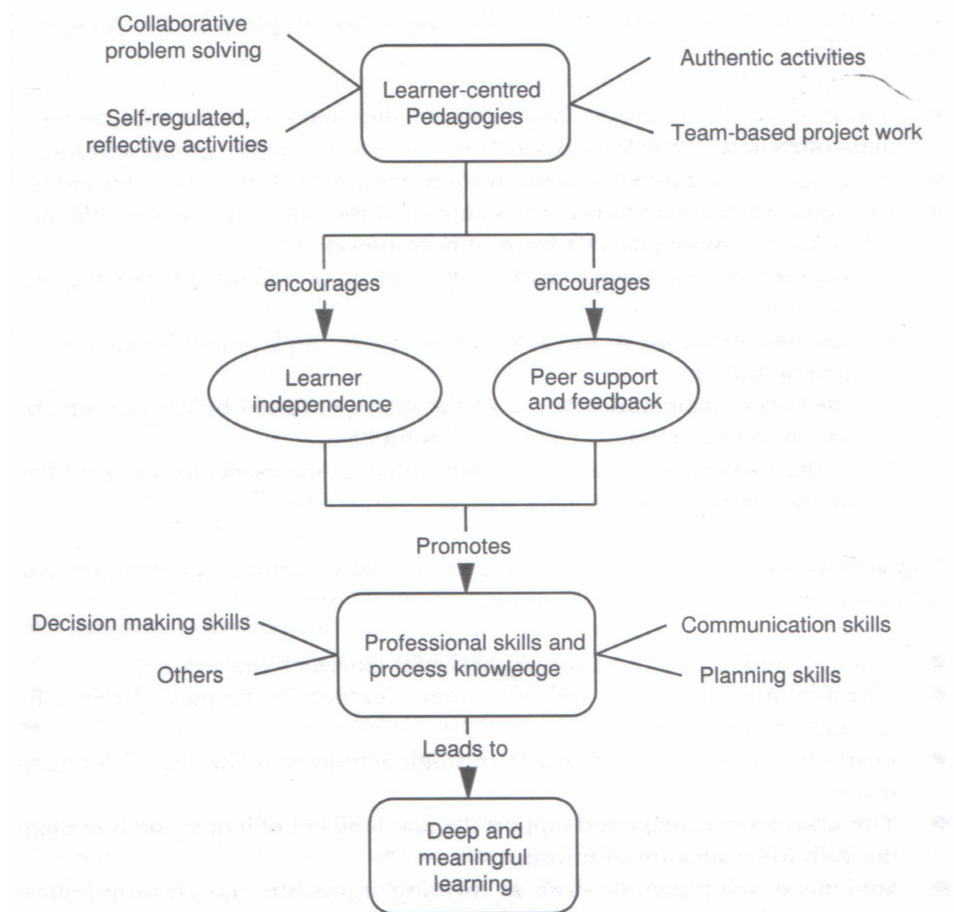 Collaborative
problem solving
Learner-centred
Pedagogies
Authentic activities
Self-regulated,
reflective activities
Team-based project work
encourages
encourages
Learner
independence
Peer support
and feedback
Promotes
Decision making skills
Others
Professional skills and
process knowledge
Communication skills
Planning skills
Leads to
Deep and
meaningful
learning